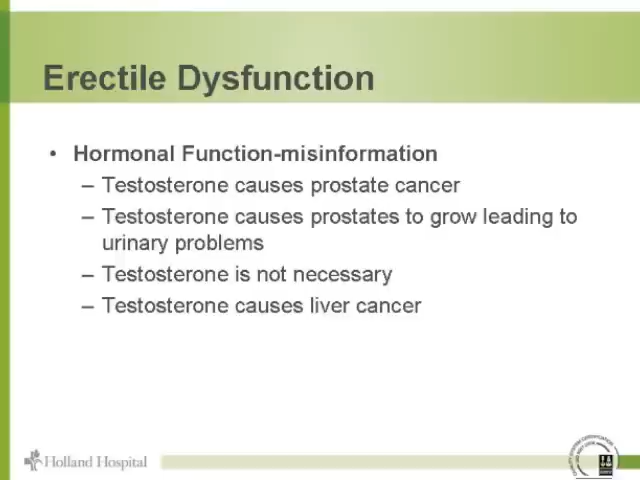 Erectile Dysfunction
• Hormonal Function-misinformation
– Testosterone causes prostate cancer
– Testosterone causes prostates to grow leading to
urinary problems
– Testosterone is not necessary
– Testosterone causes liver cancer
Holland Hospital